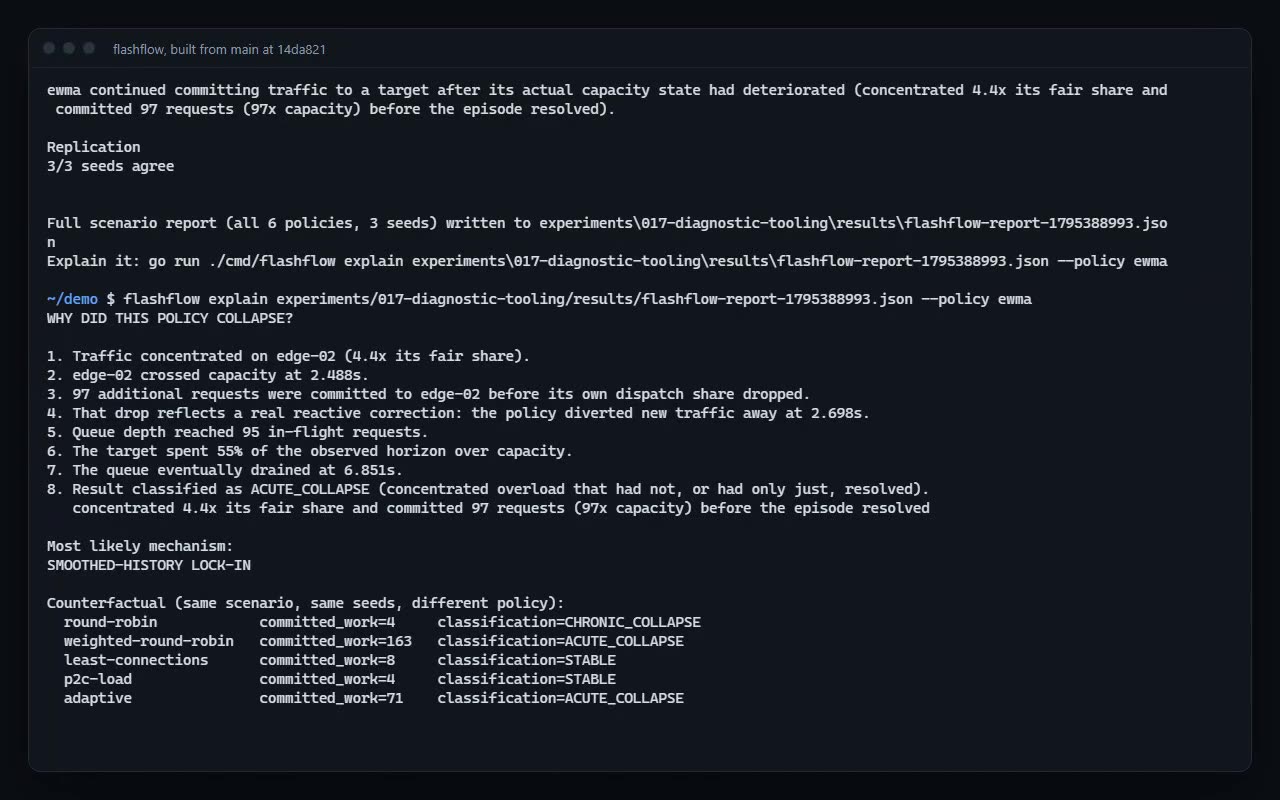 flashflow, built from main at 14da821
ewma continued committing traffic to a target after its actual capacity state had deteriorated (concentrated 4.4x its fair share and
committed 97 requests (97x capacity) before the episode resolved).
Replication
3/3 seeds agree
Full scenario report (all 6 policies, 3 seeds) written to experiments\017-diagnostic-tooling\results\flashflow-report-1795388993.jso
n
Explain it: go run ./cmd/flashflow explain experiments\017-diagnostic-tooling\results\flashflow-report-1795388993.json --policy ewma
~/demo $ flashflow explain experiments/017-diagnostic-tooling/results/flashflow-report-1795388993.json --policy ewma
WHY DID THIS POLICY COLLAPSE?
1. Traffic concentrated on edge-02 (4.4x its fair share).
2. edge-02 crossed capacity at 2.488s.
3. 97 additional requests were committed to edge-02 before its own dispatch share dropped.
4. That drop reflects a real reactive correction: the policy diverted new traffic away at 2.698s.
5. Queue depth reached 95 in-flight requests.
6. The target spent 55% of the observed horizon over capacity.
7. The queue eventually drained at 6.851s.
8. Result classified as ACUTE_COLLAPSE (concentrated overload that had not, or had only just, resolved).
concentrated 4.4x its fair share and committed 97 requests (97x capacity) before the episode resolved
Most likely mechanism:
SMOOTHED-HISTORY LOCK-IN
Counterfactual (same scenario, same seeds, different policy):
round-robin committed_work=4 classification=CHRONIC_COLLAPSE
weighted-round-robin committed_work=163 classification=ACUTE_COLLAPSE
least-connections committed_work=8 classification=STABLE
p2c-load committed_work=4 classification=STABLE
adaptive committed_work=71 classification=ACUTE_COLLAPSE